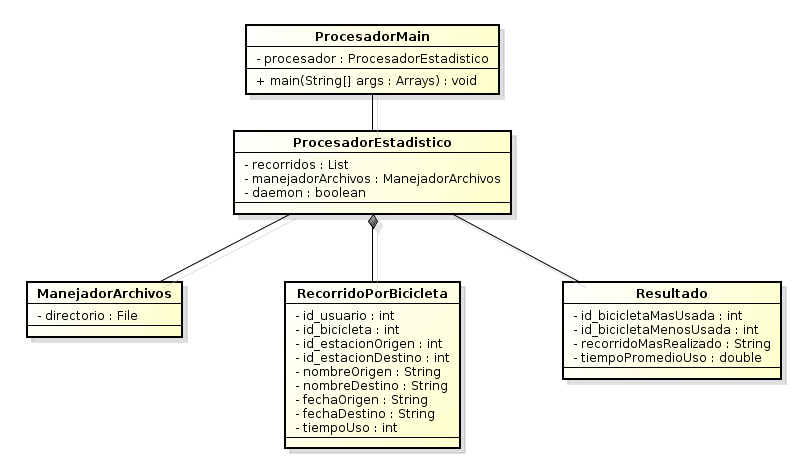 ProcesadorMain
- procesador : ProcesadorEstadistico
+ main(String[] args : Arrays) : void
ProcesadorEstadistico
- recorridos : List
- manejadorArchivos : ManejadorArchivos
- daemon : boolean
ManejadorArchivos
- directorio : File
RecorridoPorBicicleta
- id_usuario : int
- id_bicicleta : int
- id_estacionOrigen : int
- id_estacionDestino : int
- nombreOrigen : String
- nombreDestino : String
- fechaOrigen : String
- fechaDestino : String
- tiempoUso : int
Resultado
- id_bicicletaMasUsada : int
- id_bicicletaMenosUsada : int
- recorridoMasRealizado : String
- tiempoPromedioUso : double